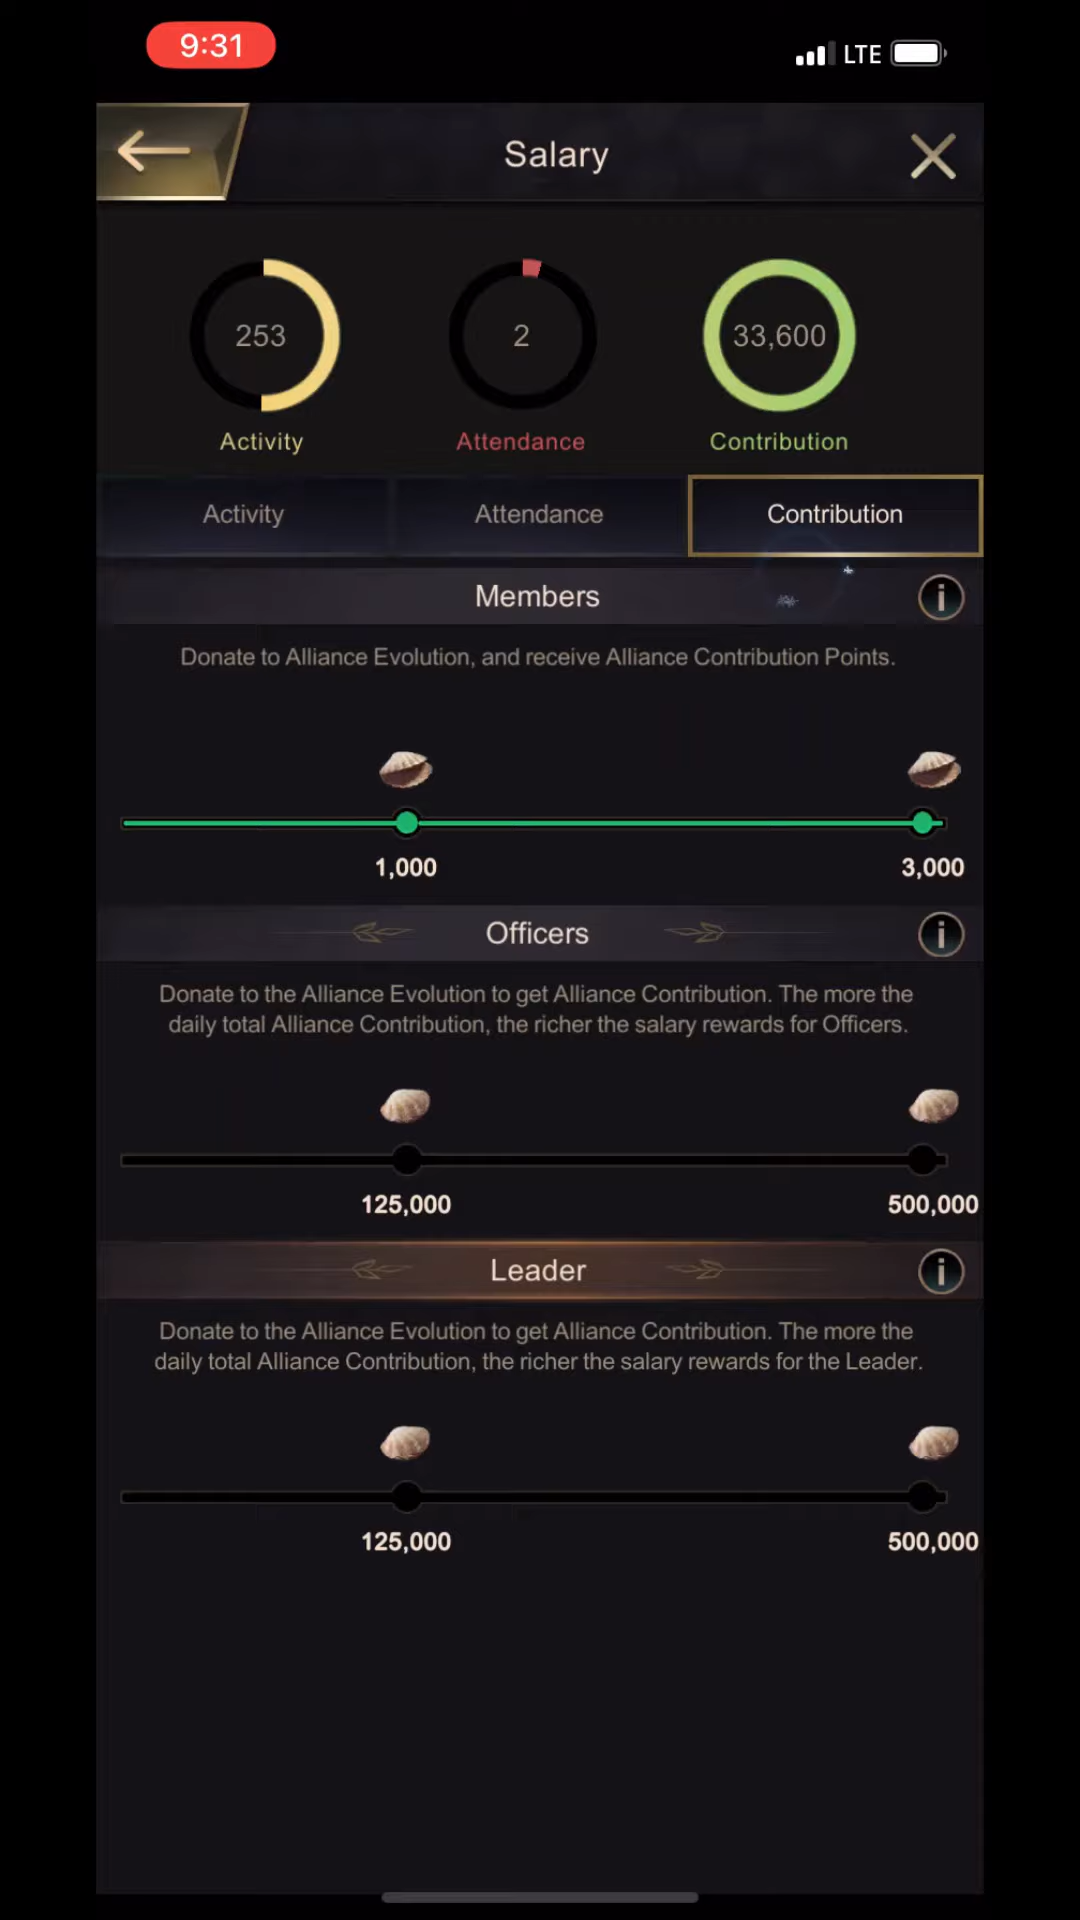 9:31
LTE
Salary
253
2
33,600
Activity
Attendance
Contribution
Activity
Attendance
Contribution
Members
Donate to Alliance Evolution, and receive Alliance Contribution Points.
1,000
3,000
Officers
Donate to the Alliance Evolution to get Alliance Contribution. The more the
daily total Alliance Contribution, the richer the salary rewards for Officers.
125,000
500,000
Leader
Donate to the Alliance Evolution to get Alliance Contribution. The more the
daily total Alliance Contribution, the richer the salary rewards for the Leader.
125,000
500,000